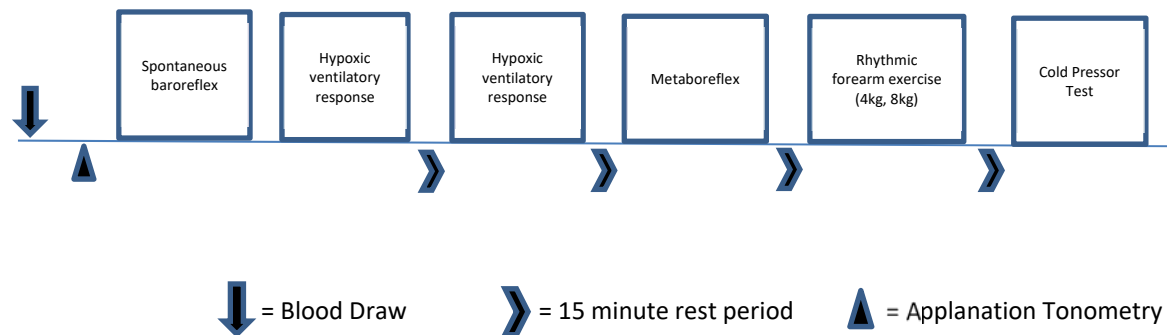 Spontaneous
baroreflex
Hypoxic
ventilatory
response
Hypoxic
ventilatory
response
Metaboreflex
Rhythmic
forearm exercise
(4kg, 8kg)
Cold Pressor
Test
= Blood Draw
= 15 minute rest period
= Applanation Tonometry